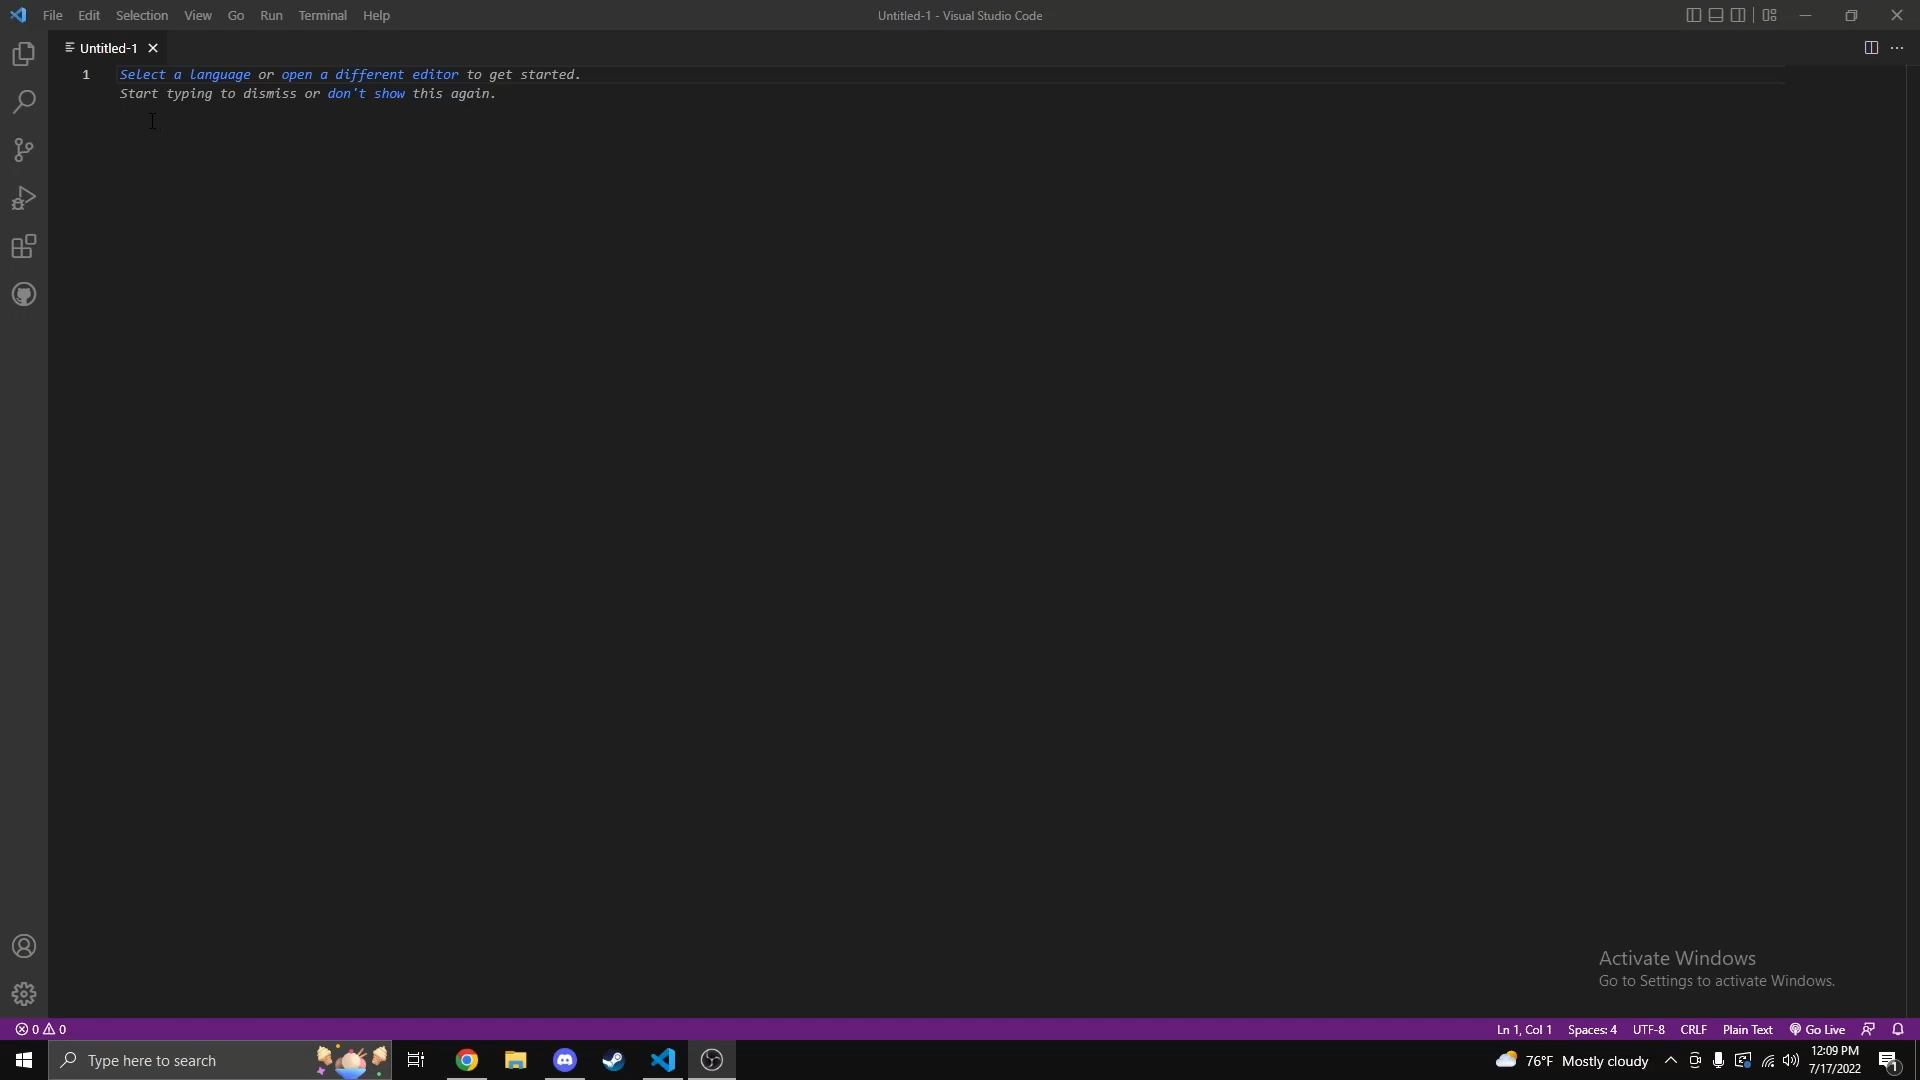 File Edit Selection View Go Run Terminal Help
Untitled-1 - Visual Studio Code
Untitled-1
1 Select a language or open a different editor to get started.
Start typing to dismiss or don't show this again.
Activate Windows
Go to Settings to activate Windows.
0 0
Ln 1, Col 1 Spaces: 4 UTF-8 CRLF Plain Text Go Live
Type here to search
76°F Mostly cloudy
12:09 PM
7/17/2022
1